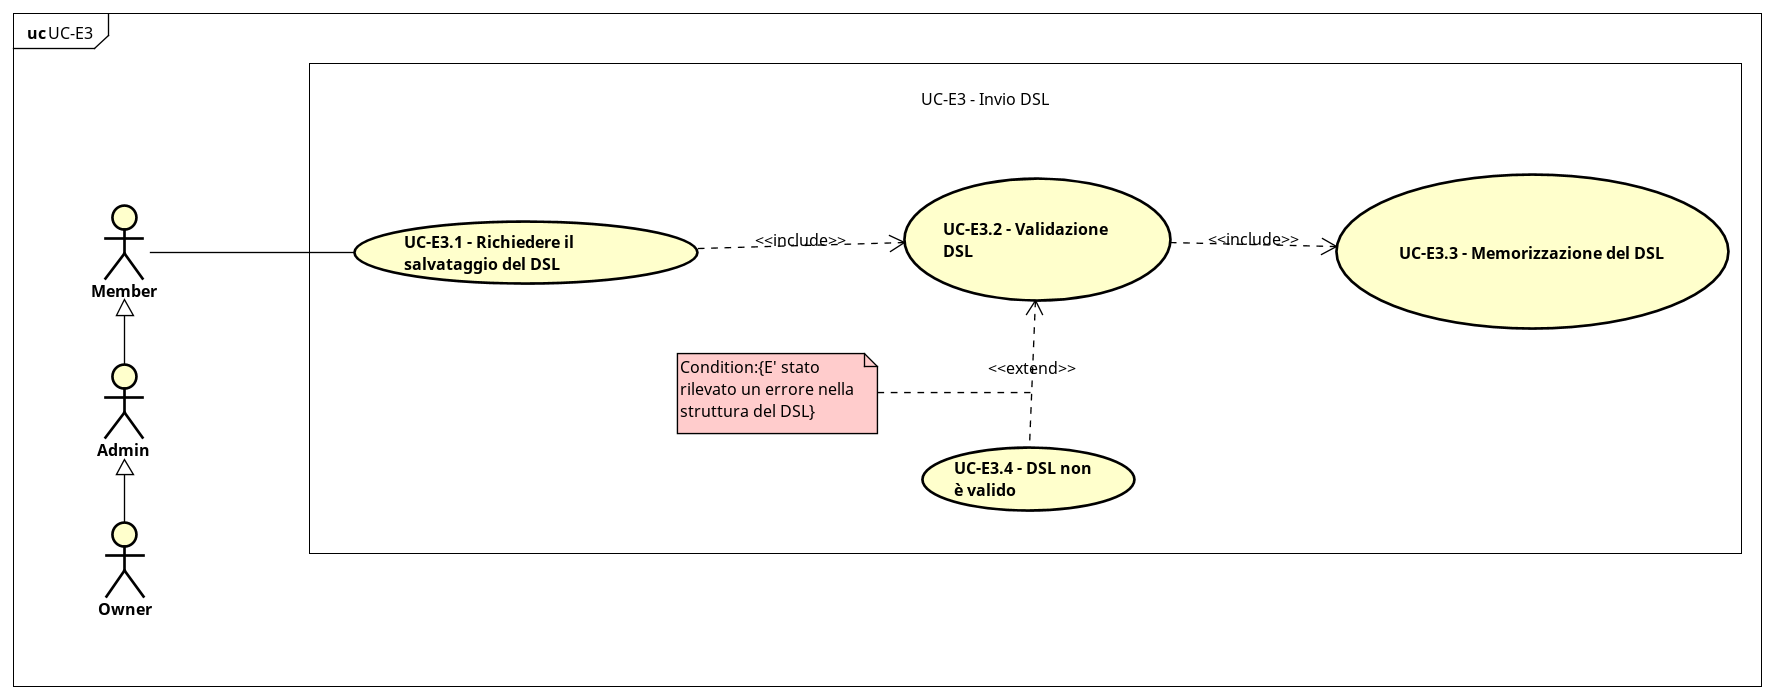 uc UC-E3
UC-E3 - Invio DSL
UC-E3.1 - Richiedere il
salvataggio del DSL
<<include>>
UC-E3.2 - Validazione
DSL
<<include>>
UC-E3.3 - Memorizzazione del DSL
Member
Condition:{E' stato
rilevato un errore nella
struttura del DSL}
<<extend>>
Admin
UC-E3.4 - DSL non
è valido
Owner